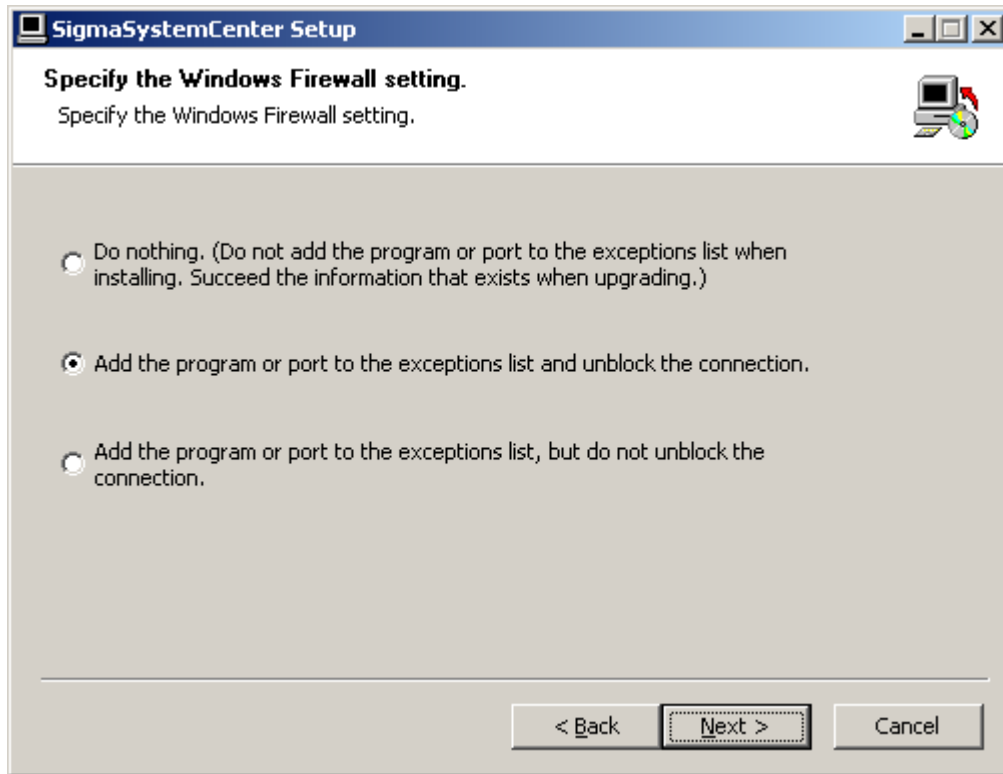 SigmaSystemCenter Setup
Specify the Windows Firewall setting.
Specify the Windows Firewall setting.
Do nothing. (Do not add the program or port to the exceptions list when
installing. Succeed the information that exists when upgrading.)
Add the program or port to the exceptions list and unblock the connection.
Add the program or port to the exceptions list, but do not unblock the
connection.
< Back
Next >
Cancel